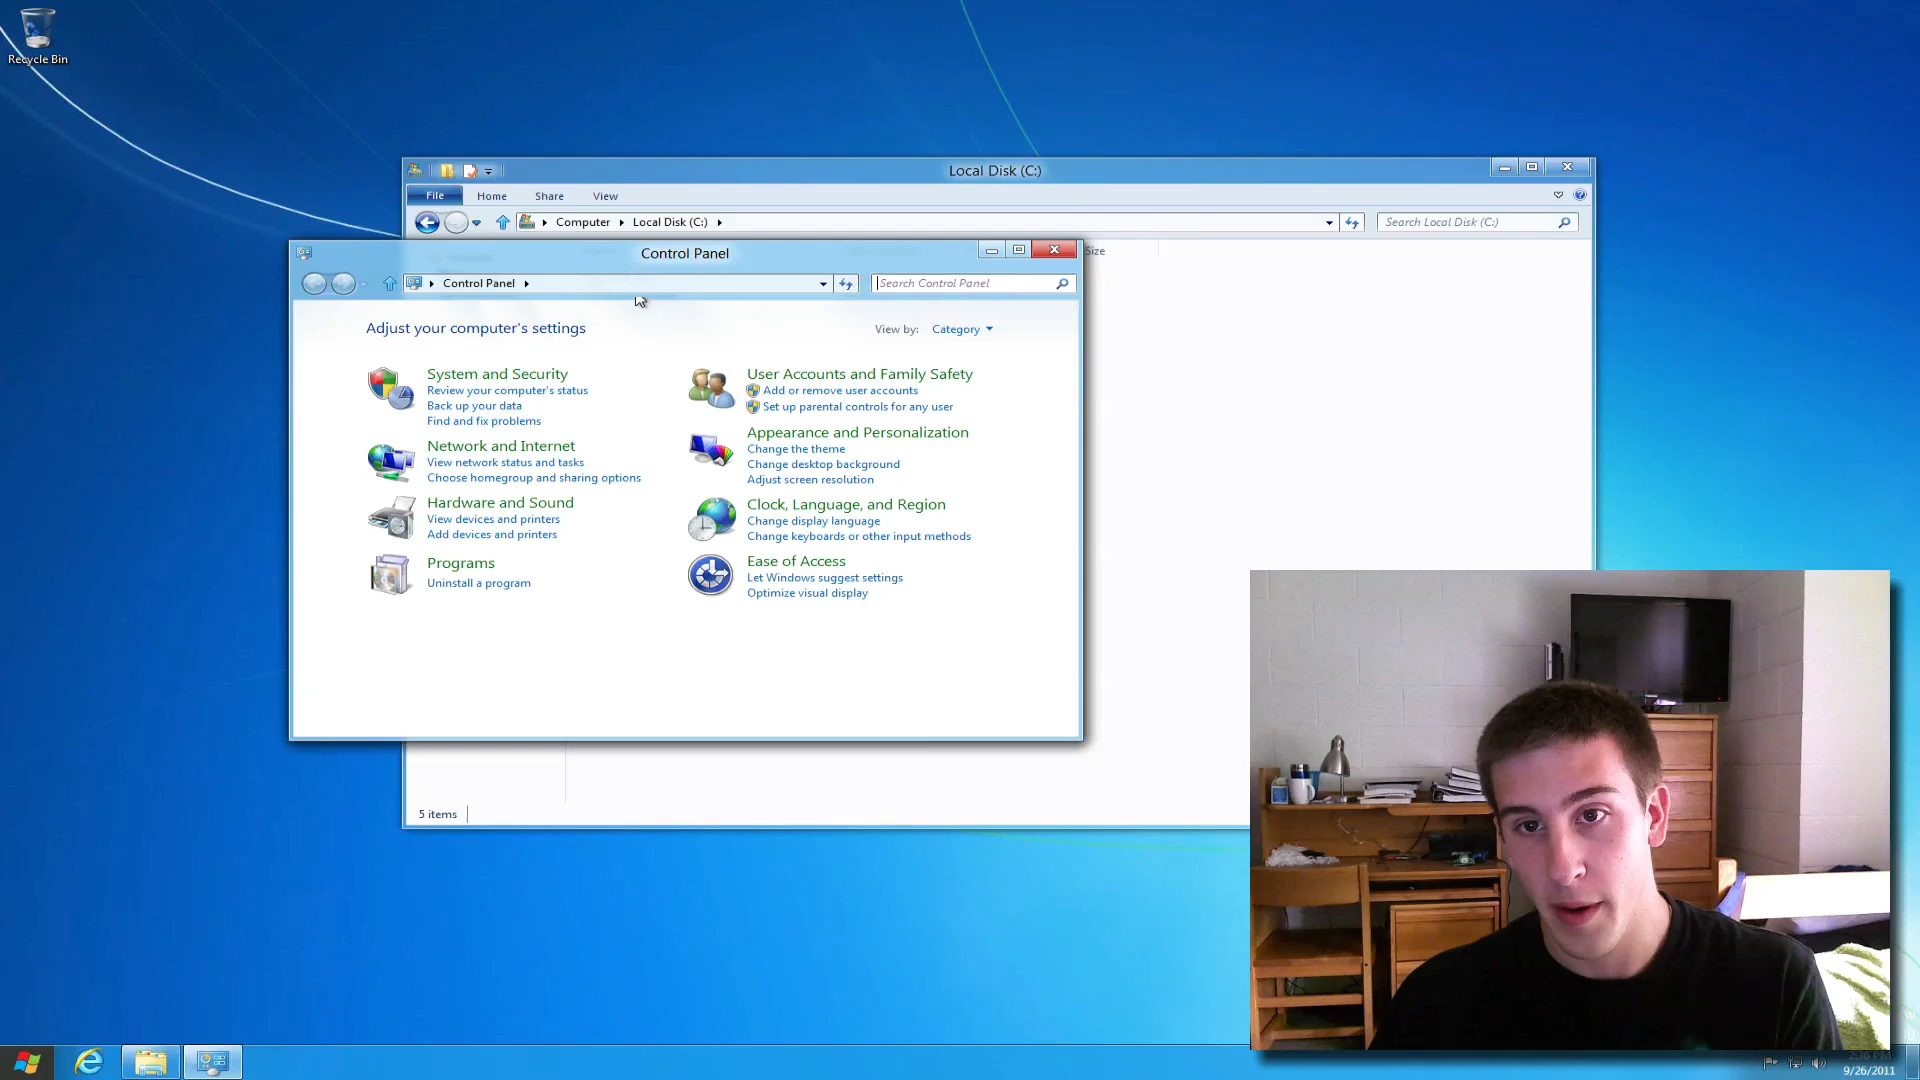 Recycle Bin
Local Disk (C:)
File Home Share View
Computer Local Disk (C:)
Search Local Disk (C:)
Size
Control Panel
Control Panel
Search Control Panel
Adjust your computer's settings
View by: Category
System and Security
Review your computer's status
Back up your data
Find and fix problems
Network and Internet
View network status and tasks
Choose homegroup and sharing options
Hardware and Sound
View devices and printers
Add devices and printers
Programs
Uninstall a program
User Accounts and Family Safety
Add or remove user accounts
Set up parental controls for any user
Appearance and Personalization
Change the theme
Change desktop background
Adjust screen resolution
Clock, Language, and Region
Change display language
Change keyboards or other input methods
Ease of Access
Let Windows suggest settings
Optimize visual display
5 items
2:36 PM
9/26/2011